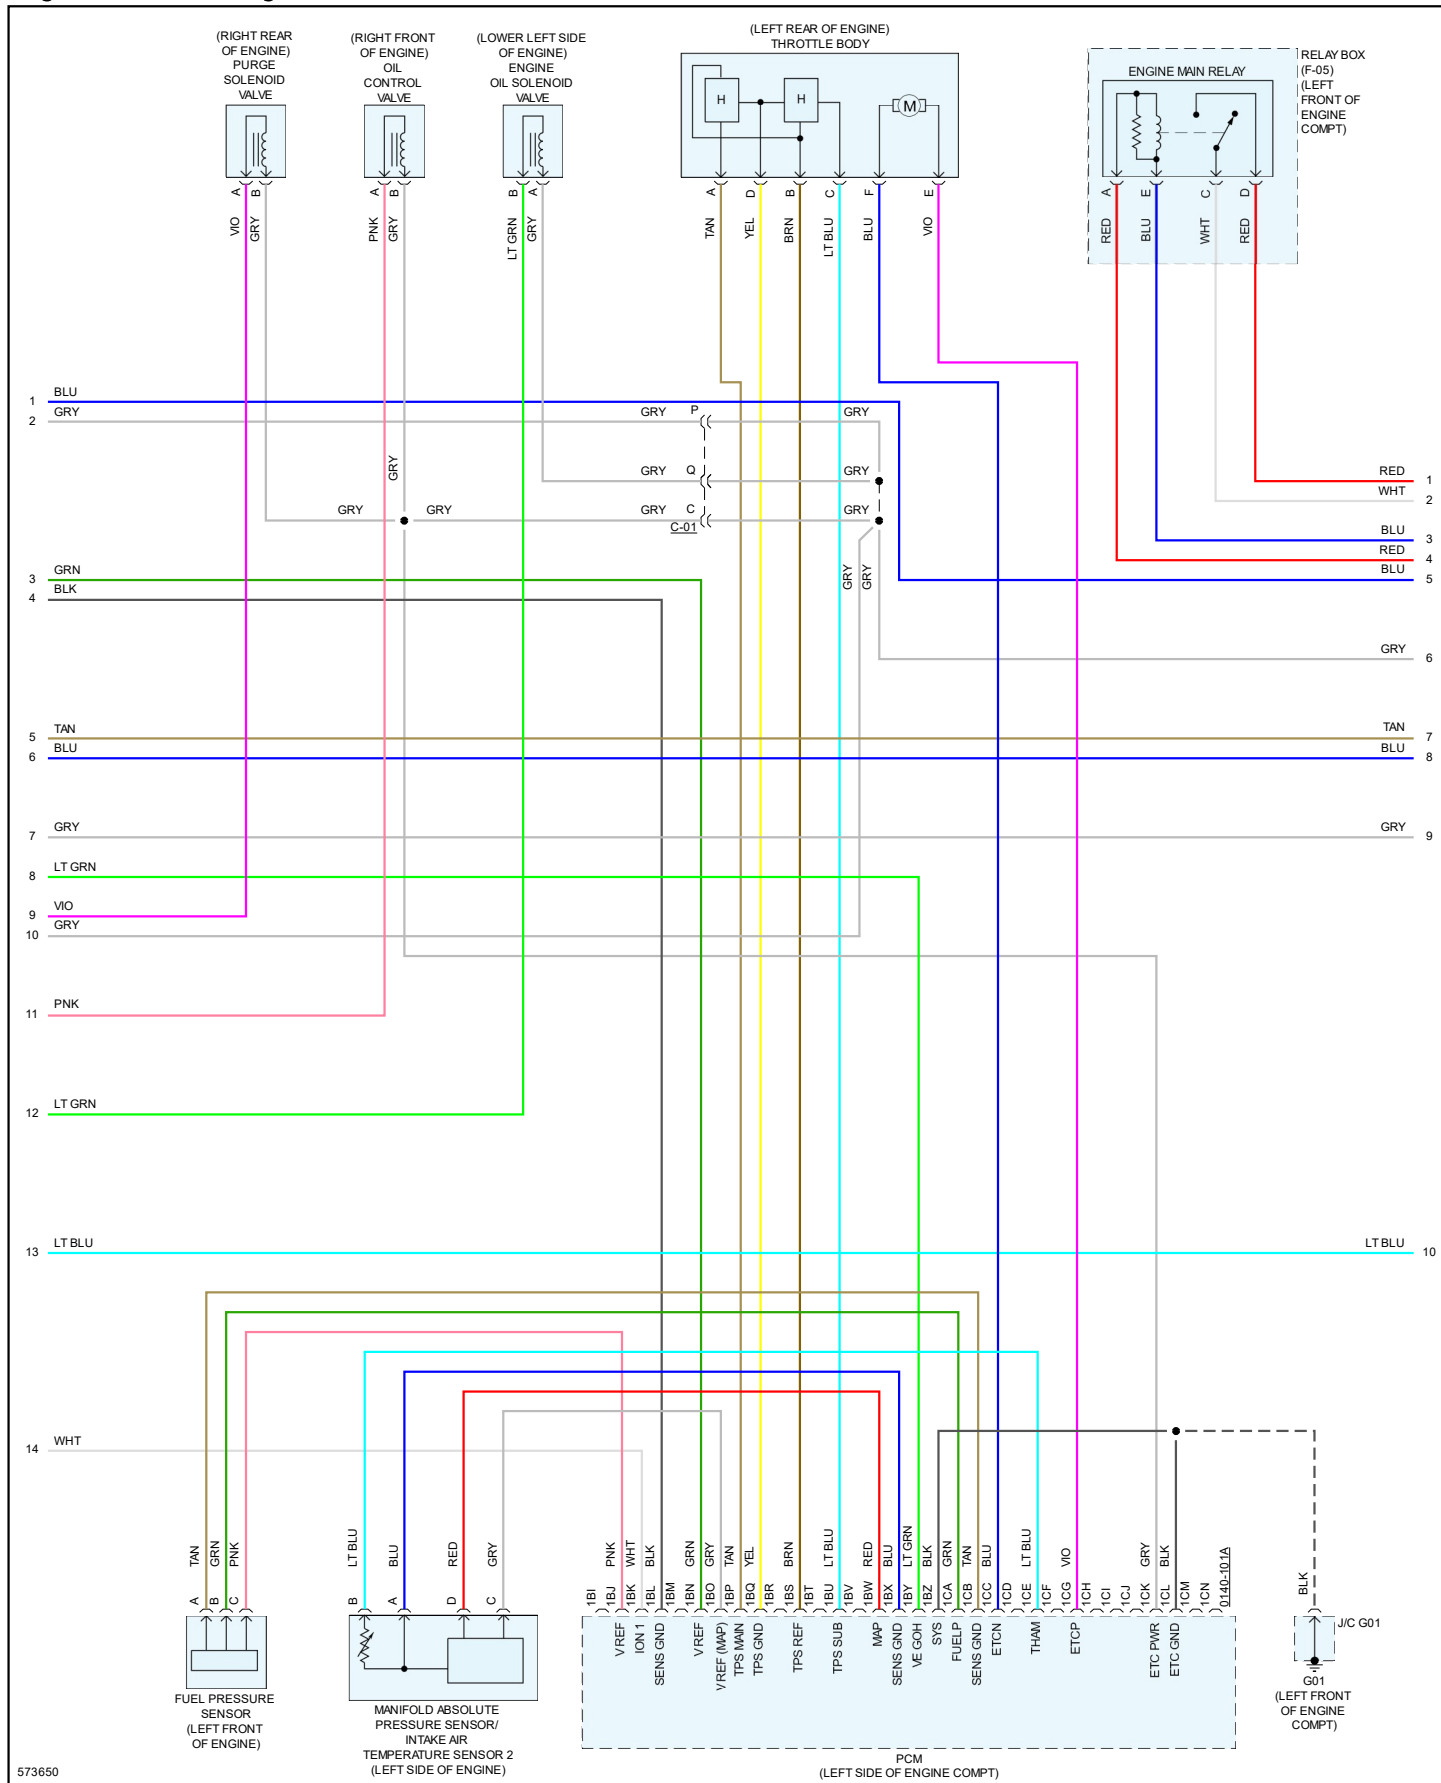 (RIGHT REAR
OF ENGINE)
PURGE
SOLENOID
VALVE
(RIGHT FRONT
OF ENGINE)
OIL
CONTROL
VALVE
(LOWER LEFT SIDE
OF ENGINE)
ENGINE
OIL SOLENOID
VALVE
(LEFT REAR OF ENGINE)
THROTTLE BODY
H
H
M
ENGINE MAIN RELAY
RELAY BOX
(F-05)
(LEFT
FRONT OF
ENGINE
COMPT)
A
B
A
B
B
A
A
D
B
C
F
E
A
E
C
D
VIO
GRY
PNK
GRY
LT GRN
GRY
TAN
YEL
BRN
LT BLU
BLU
VIO
RED
BLU
WHT
RED
1 BLU
2 GRY
GRY P GRY
GRY
GRY Q GRY
GRY GRY GRY C GRY
C-01
GRY
GRY
RED 1
WHT 2
BLU 3
RED 4
BLU 5
3 GRN
4 BLK
GRY 6
5 TAN
TAN 7
6 BLU
BLU 8
7 GRY
GRY 9
8 LT GRN
9 VIO
10 GRY
11 PNK
12 LT GRN
13 LT BLU
LT BLU 10
14 WHT
TAN
GRN
PNK
A
B
C
LT BLU
BLU
RED
GRY
B
A
D
C
1BI
PNK
1BJ
WHT
1BK
BLK
1BL
1BM
GRN
1BN
GRY
1BO
TAN
1BP
YEL
1BQ
1BR
BRN
1BS
1BT
LT BLU
1BU
1BV
RED
1BW
BLU
1BX
LT GRN
1BY
BLK
1BZ
GRN
1CA
TAN
1CB
BLU
1CC
1CD
LT BLU
1CE
1CF
VIO
1CG
1CH
1CI
1CJ
GRY
1CK
BLK
1CL
1CM
1CN
0140-101A
BLK
J/C G01
V REF
ION 1
SENS GND
V REF
V REF (MAP)
TPS MAIN
TPS GND
TPS REF
TPS SUB
MAP
SENS GND
VE GOH
SYS
FUELP
SENS GND
ETCN
THAM
ETCP
ETC PWR
ETC GND
FUEL PRESSURE
SENSOR
(LEFT FRONT
OF ENGINE)
MANIFOLD ABSOLUTE
PRESSURE SENSOR/
INTAKE AIR
TEMPERATURE SENSOR 2
(LEFT SIDE OF ENGINE)
PCM
(LEFT SIDE OF ENGINE COMPT)
G01
(LEFT FRONT
OF ENGINE
COMPT)
573650